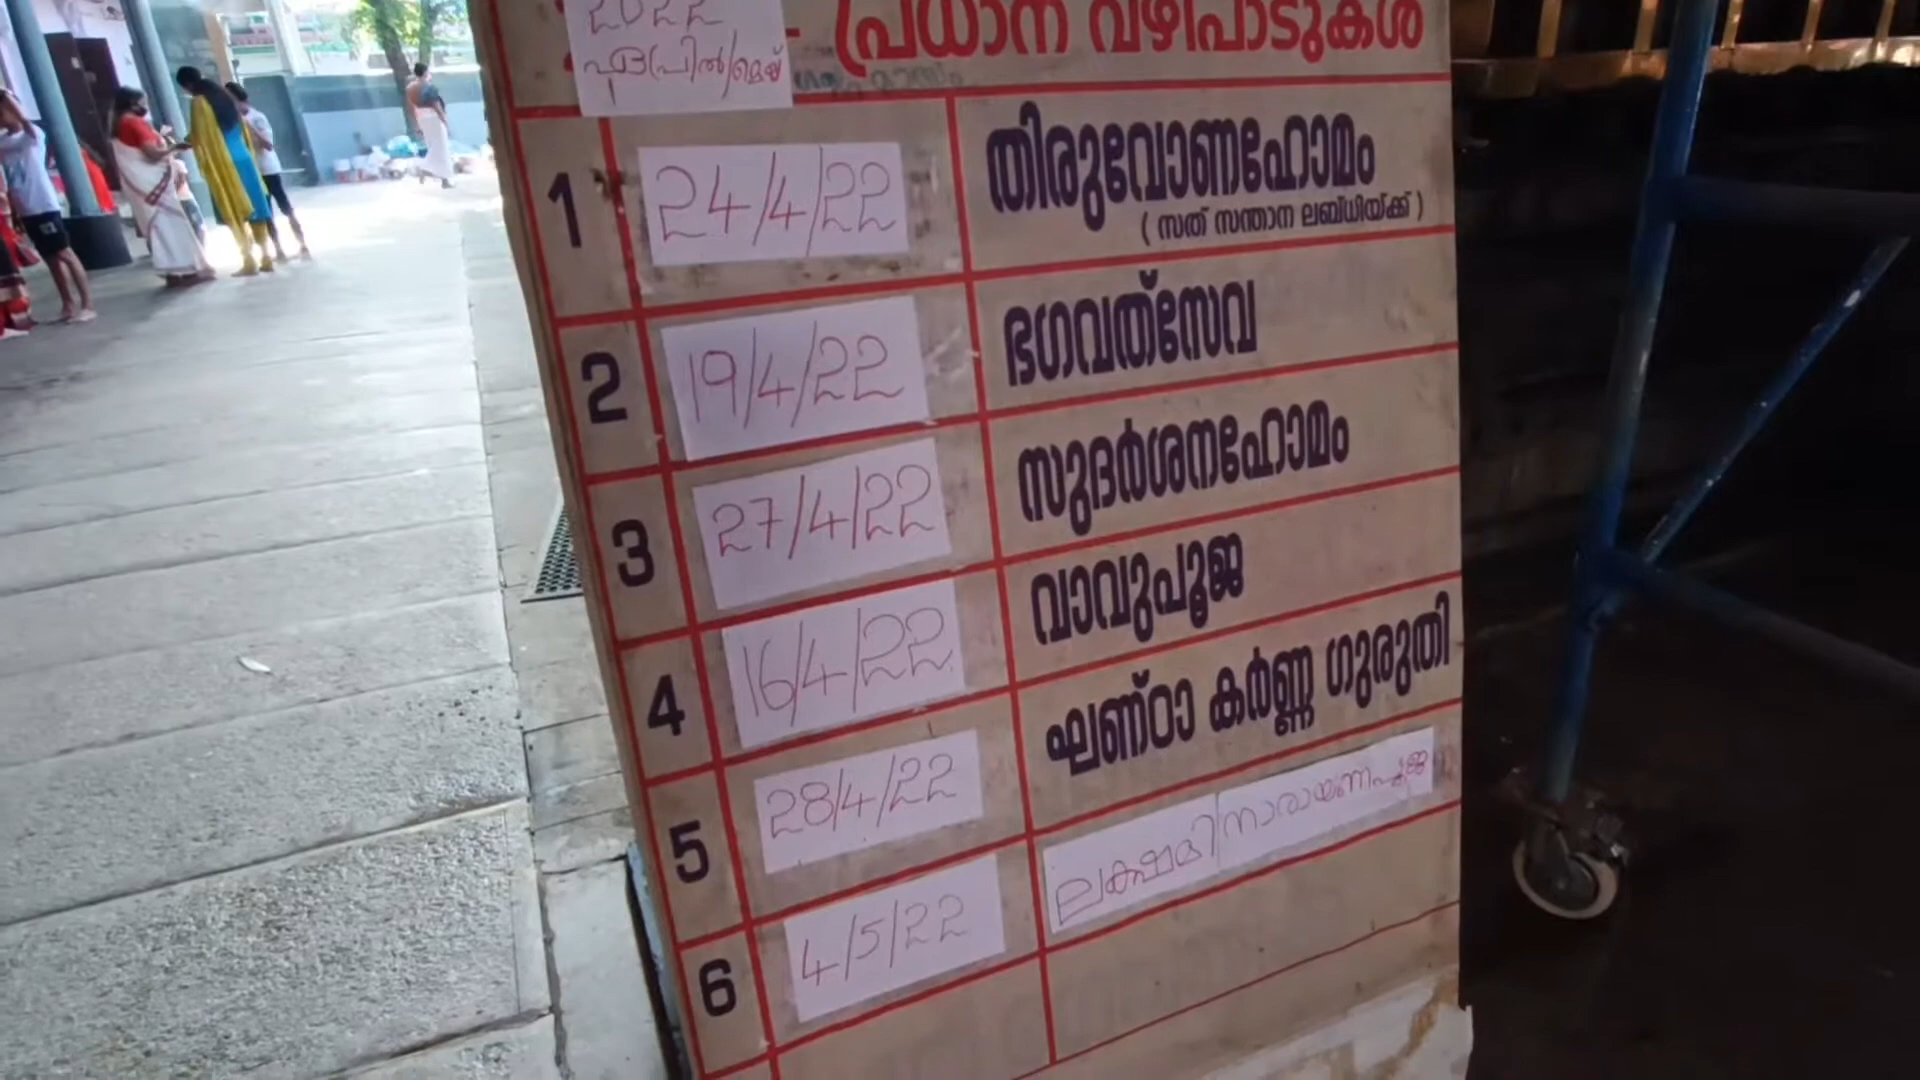 2022 - പ്രധാന വഴിപാടുകൾ
ഏപ്രിൽ/മെയ്
1 24/4/22 തിരുവോണഹോമം
( സത് സന്താന ലബ്ധിയ്ക്ക് )
2 19/4/22 ഭഗവത്സേവ
3 27/4/22 സുദർശനഹോമം
4 16/4/22 വാവുപൂജ
5 28/4/22 ഘണ്ഠാ കർണ്ണ ഗുരുതി
6 4/5/22 ലക്ഷ്മി നാരായണപൂജ